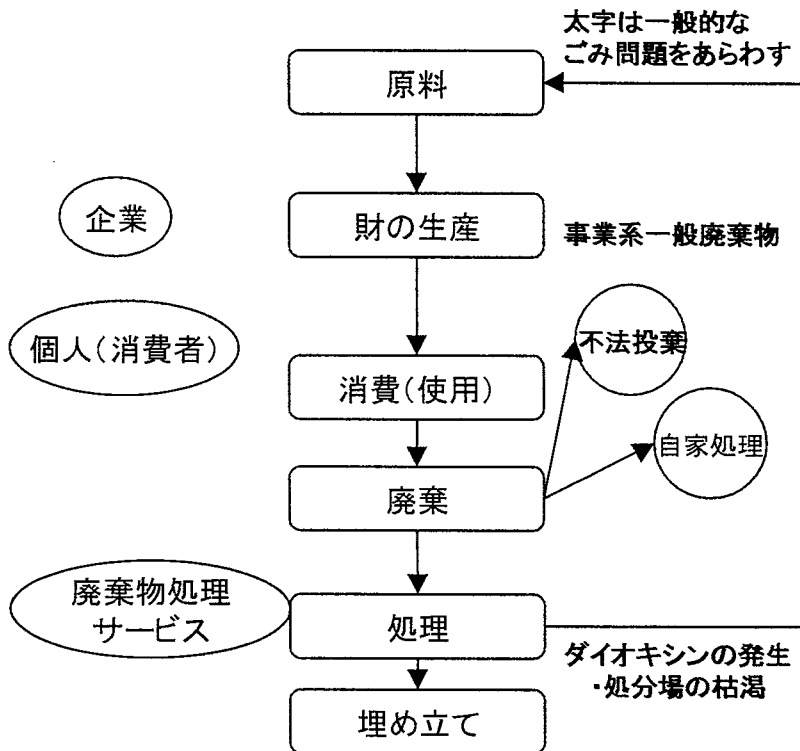 太字は一般的な
ごみ問題をあらわす
原料
企業
財の生産
事業系一般廃棄物
個人(消費者)
不法投棄
消費(使用)
自家処理
廃棄
廃棄物処理
サービス
処理
ダイオキシンの発生
・処分場の枯渇
埋め立て